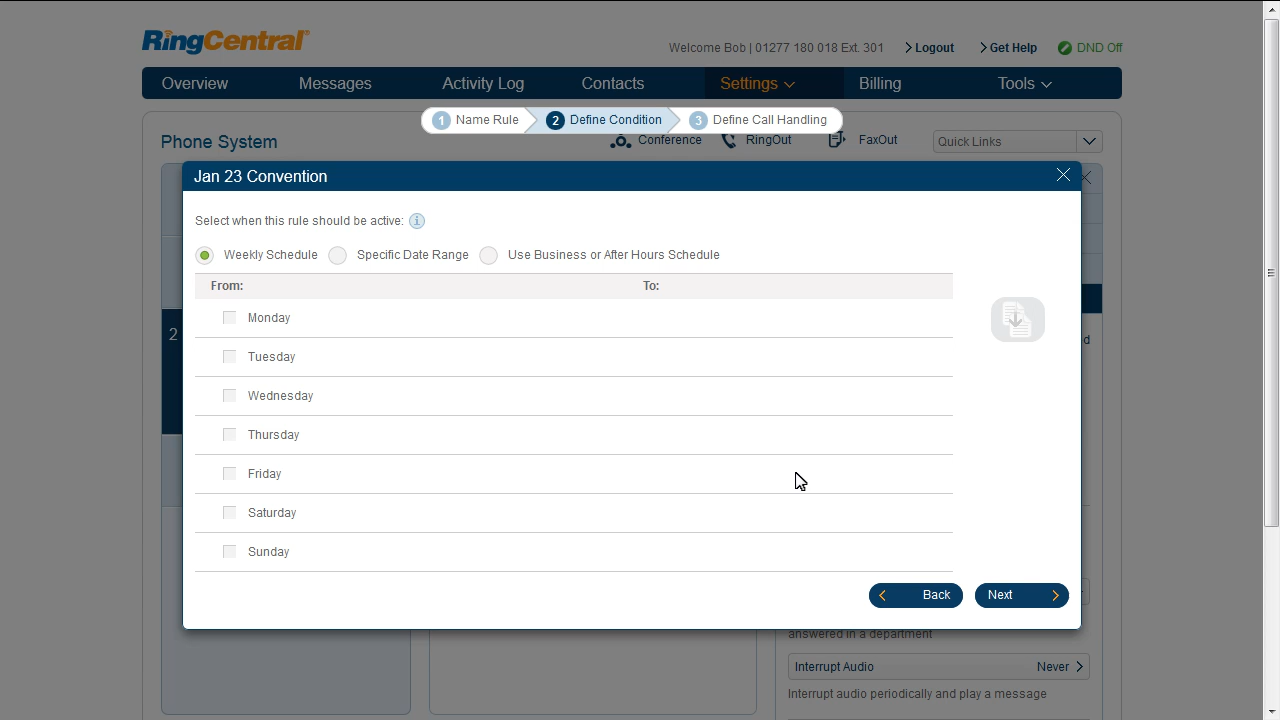 RingCentral
Welcome Bob | 01277 180 018 Ext. 301 Logout Get Help DND Off
Overview Messages Activity Log Contacts Settings Billing Tools
1 Name Rule 2 Define Condition 3 Define Call Handling
Phone System Conference RingOut FaxOut Quick Links
Jan 23 Convention
Select when this rule should be active: i
Weekly Schedule Specific Date Range Use Business or After Hours Schedule
From: To:
Monday
2
d
Tuesday
Wednesday
Thursday
Friday
Saturday
Sunday
Back Next
answered in a department
Interrupt Audio Never
Interrupt audio periodically and play a message